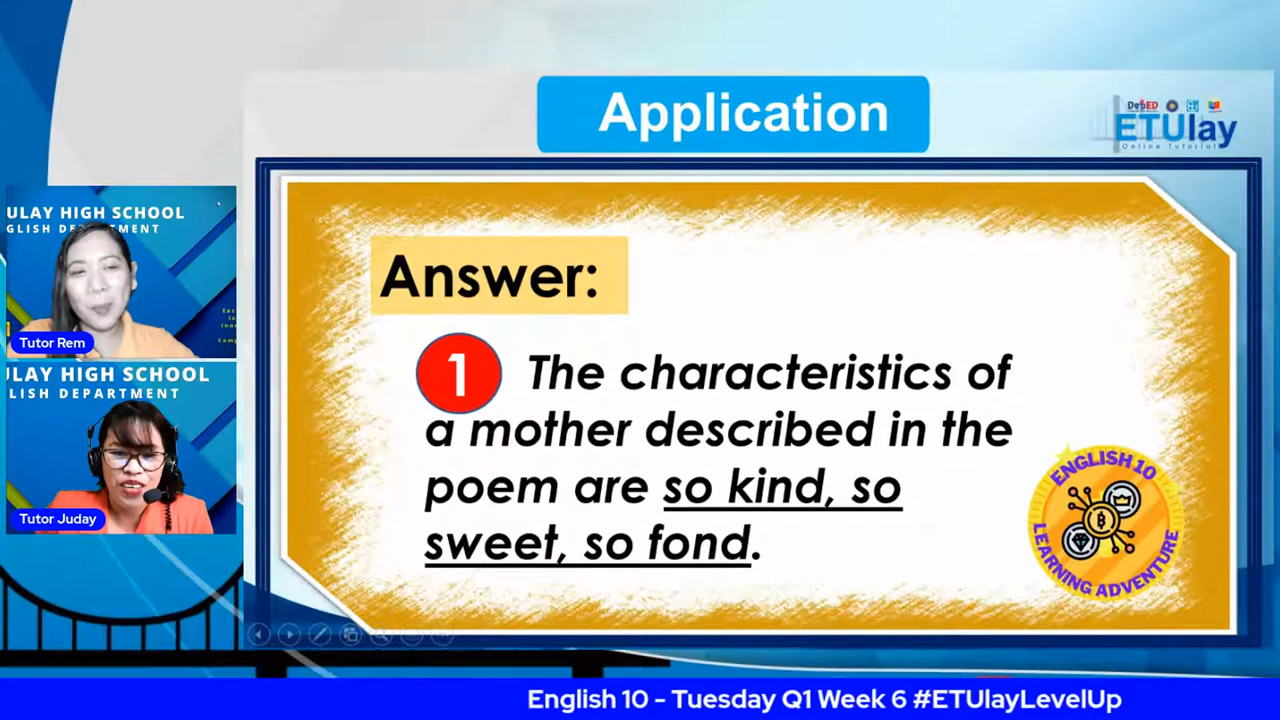 Application
DepED
ETUlay
Online Tutorial
ULAY HIGH SCHOOL
GLISH DEPARTMENT
Tutor Rem
ULAY HIGH SCHOOL
LISH DEPARTMENT
Tutor Juday
Answer:
1 The characteristics of
a mother described in the
poem are so kind, so
sweet, so fond.
ENGLISH 10
LEARNING ADVENTURE
English 10 - Tuesday Q1 Week 6 #ETUlayLevelUp